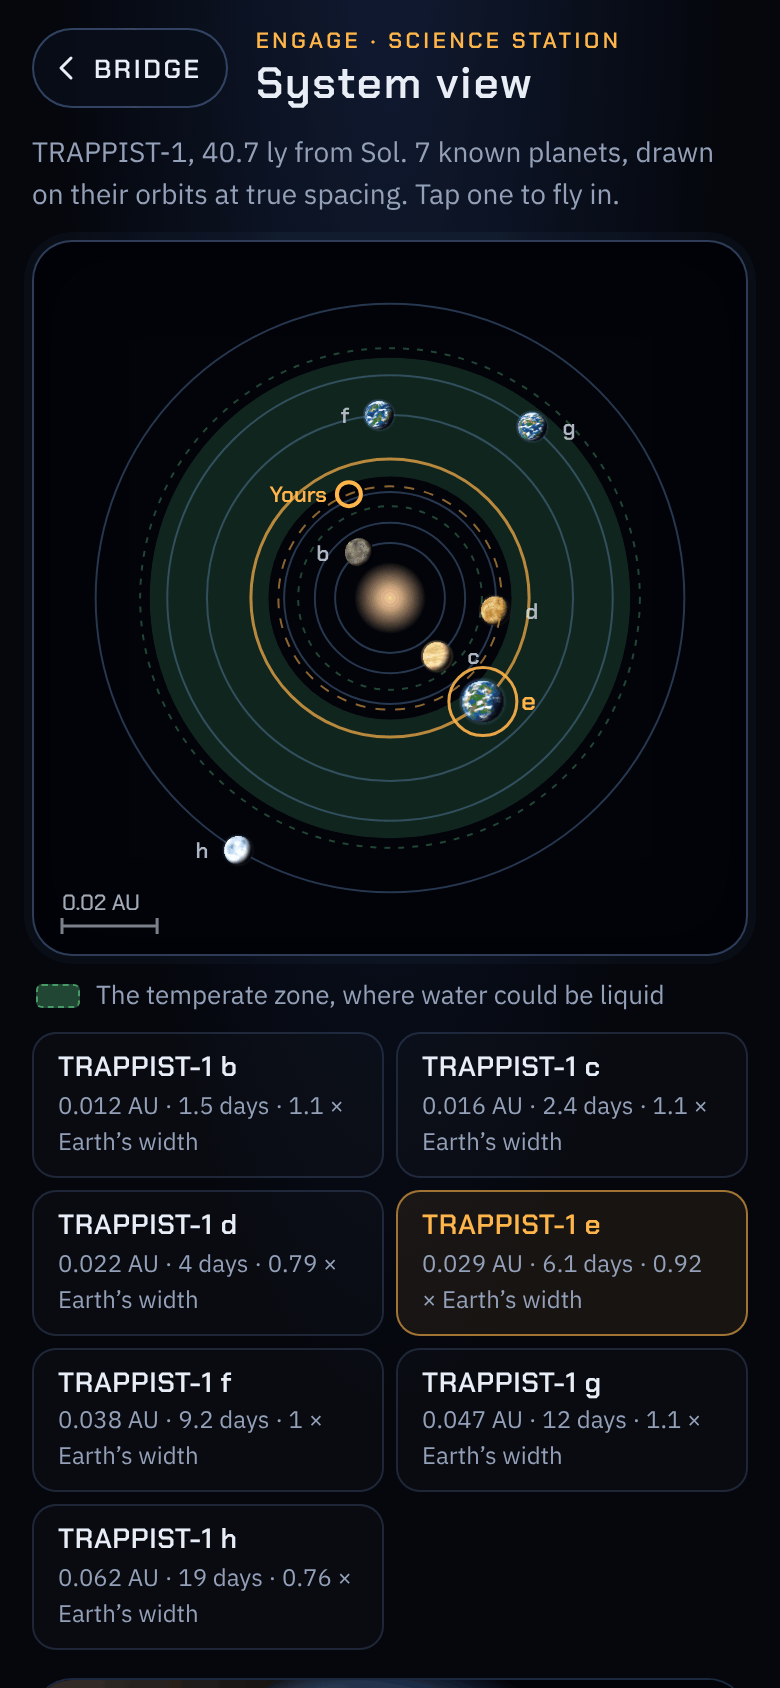 BRIDGE
ENGAGE · SCIENCE STATION
System view
TRAPPIST-1, 40.7 ly from Sol. 7 known planets, drawn
on their orbits at true spacing. Tap one to fly in.
f
g
Yours
b
d
c
e
h
0.02 AU
The temperate zone, where water could be liquid
TRAPPIST-1 b
0.012 AU · 1.5 days · 1.1 ×
Earth’s width
TRAPPIST-1 c
0.016 AU · 2.4 days · 1.1 ×
Earth’s width
TRAPPIST-1 d
0.022 AU · 4 days · 0.79 ×
Earth’s width
TRAPPIST-1 e
0.029 AU · 6.1 days · 0.92
× Earth’s width
TRAPPIST-1 f
0.038 AU · 9.2 days · 1 ×
Earth’s width
TRAPPIST-1 g
0.047 AU · 12 days · 1.1 ×
Earth’s width
TRAPPIST-1 h
0.062 AU · 19 days · 0.76 ×
Earth’s width